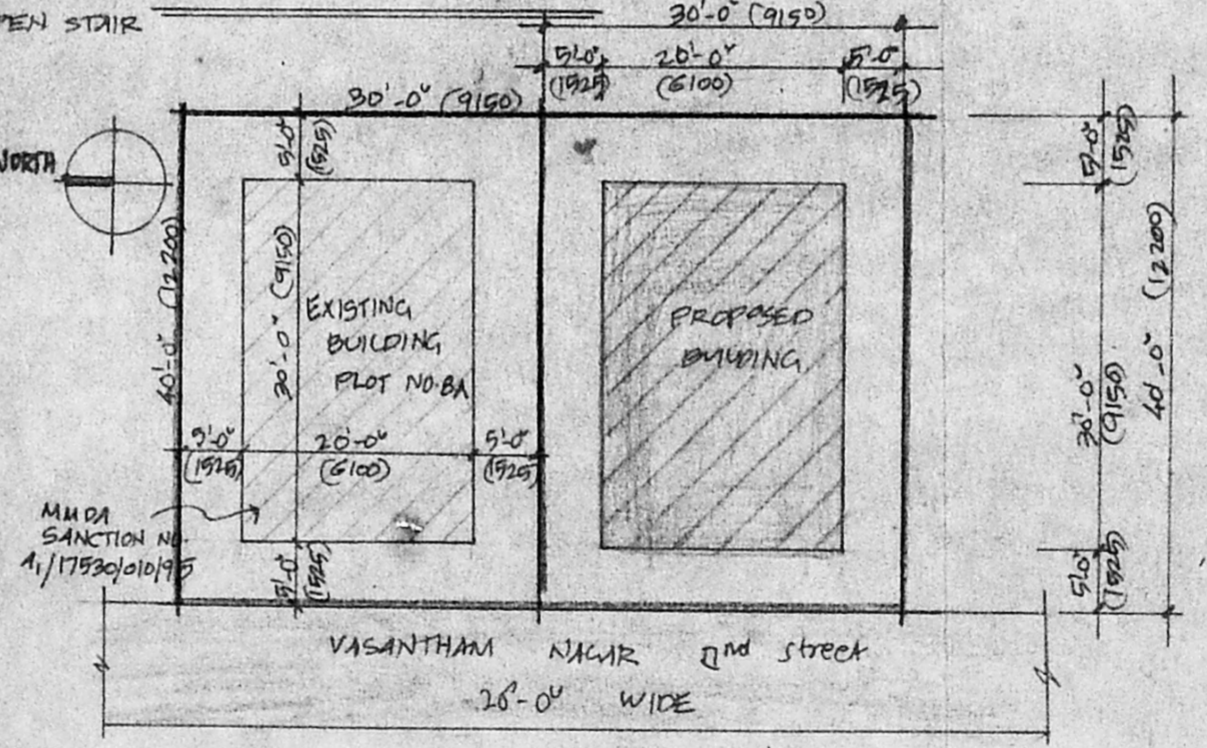 EN STAIR
30'-0" (9150)
5'-0" 20'-0" 5'-0"
(1525) (6100) (1525)
30'-0" (9150)
NORTH
5'-0"
(1525)
5'-0"
(1525)
40'-0" (12200)
30'-0" (9150)
EXISTING
BUILDING
PLOT NO. 8A
PROPOSED
BUILDING
30'-0"
(9150)
40'-0" (12200)
5'-0" 20'-0" 5'-0"
(1525) (6100) (1525)
MMDA
SANCTION NO.
A1/17530/010/95
5'-0"
(1525)
5'-0"
(1525)
VASANTHAM NAGAR IInd Street
WIDE